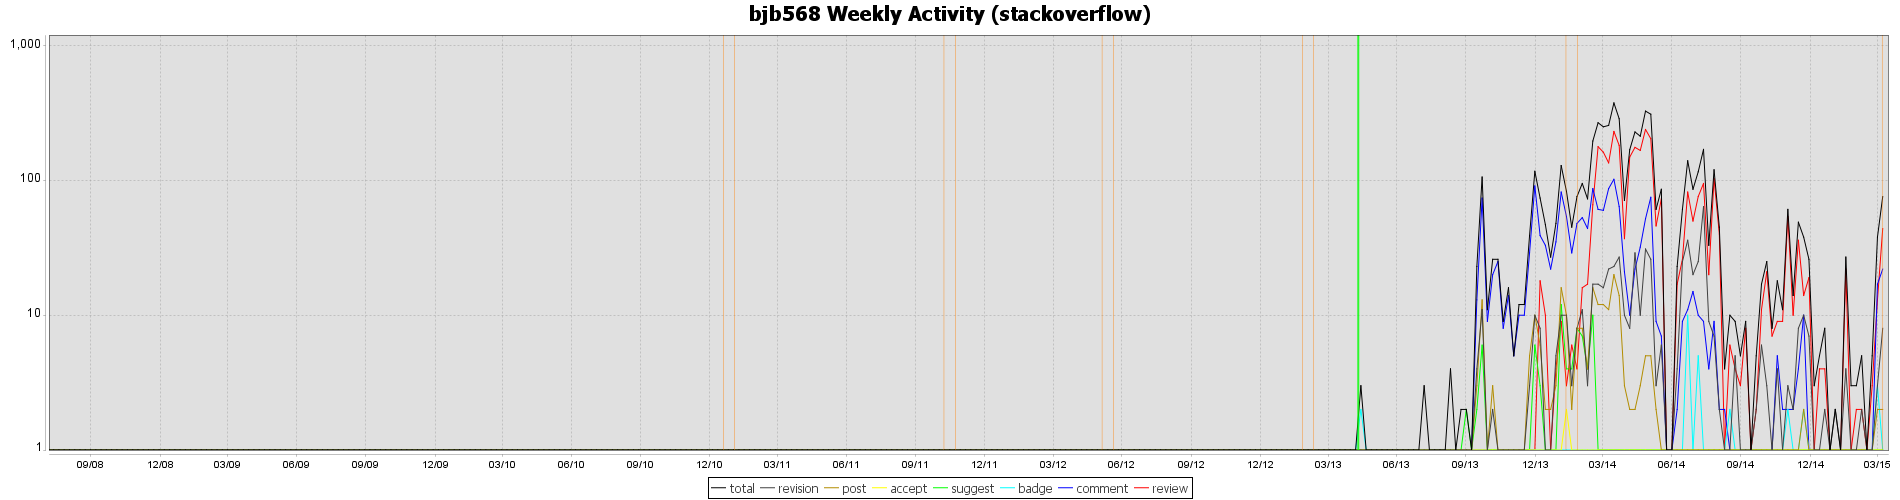 bjb568 Weekly Activity (stackoverflow)
1,000
100
10
1
09/08 12/08 03/09 06/09 09/09 12/09 03/10 06/10 09/10 12/10 03/11 06/11 09/11 12/11 03/12 06/12 09/12 12/12 03/13 06/13 09/13 12/13 03/14 06/14 09/14 12/14 03/15
total revision post accept suggest badge comment review